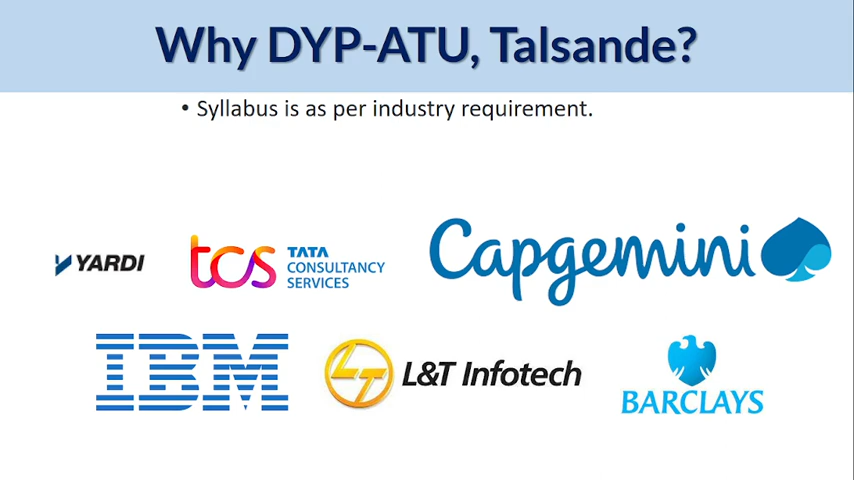 Why DYP-ATU, Talsande?
• Syllabus is as per industry requirement.
YARDI
tcs TATA
CONSULTANCY
SERVICES
Capgemini
IBM
LT L&T Infotech
BARCLAYS